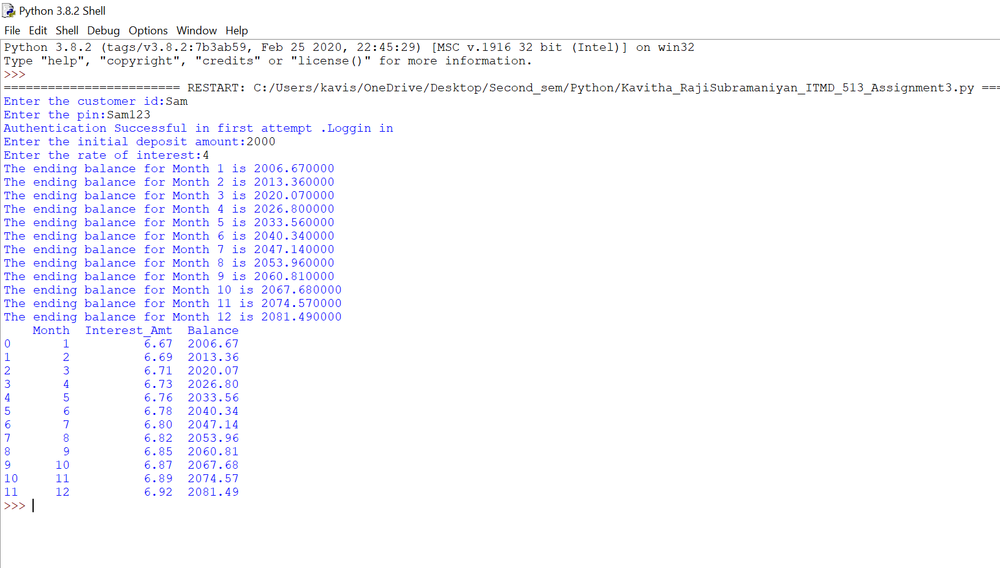 Python 3.8.2 Shell
File Edit Shell Debug Options Window Help
Python 3.8.2 (tags/v3.8.2:7b3ab59, Feb 25 2020, 22:45:29) [MSC v.1916 32 bit (Intel)] on win32
Type "help", "copyright", "credits" or "license()" for more information.
>>>
======================== RESTART: C:/Users/kavis/OneDrive/Desktop/Second_sem/Python/Kavitha_RajiSubramaniyan_ITMD_513_Assignment3.py ===
Enter the customer id:Sam
Enter the pin:Sam123
Authentication Successful in first attempt .Loggin in
Enter the initial deposit amount:2000
Enter the rate of interest:4
The ending balance for Month 1 is 2006.670000
The ending balance for Month 2 is 2013.360000
The ending balance for Month 3 is 2020.070000
The ending balance for Month 4 is 2026.800000
The ending balance for Month 5 is 2033.560000
The ending balance for Month 6 is 2040.340000
The ending balance for Month 7 is 2047.140000
The ending balance for Month 8 is 2053.960000
The ending balance for Month 9 is 2060.810000
The ending balance for Month 10 is 2067.680000
The ending balance for Month 11 is 2074.570000
The ending balance for Month 12 is 2081.490000
    Month  Interest_Amt  Balance
0       1          6.67  2006.67
1       2          6.69  2013.36
2       3          6.71  2020.07
3       4          6.73  2026.80
4       5          6.76  2033.56
5       6          6.78  2040.34
6       7          6.80  2047.14
7       8          6.82  2053.96
8       9          6.85  2060.81
9      10          6.87  2067.68
10     11          6.89  2074.57
11     12          6.92  2081.49
>>>